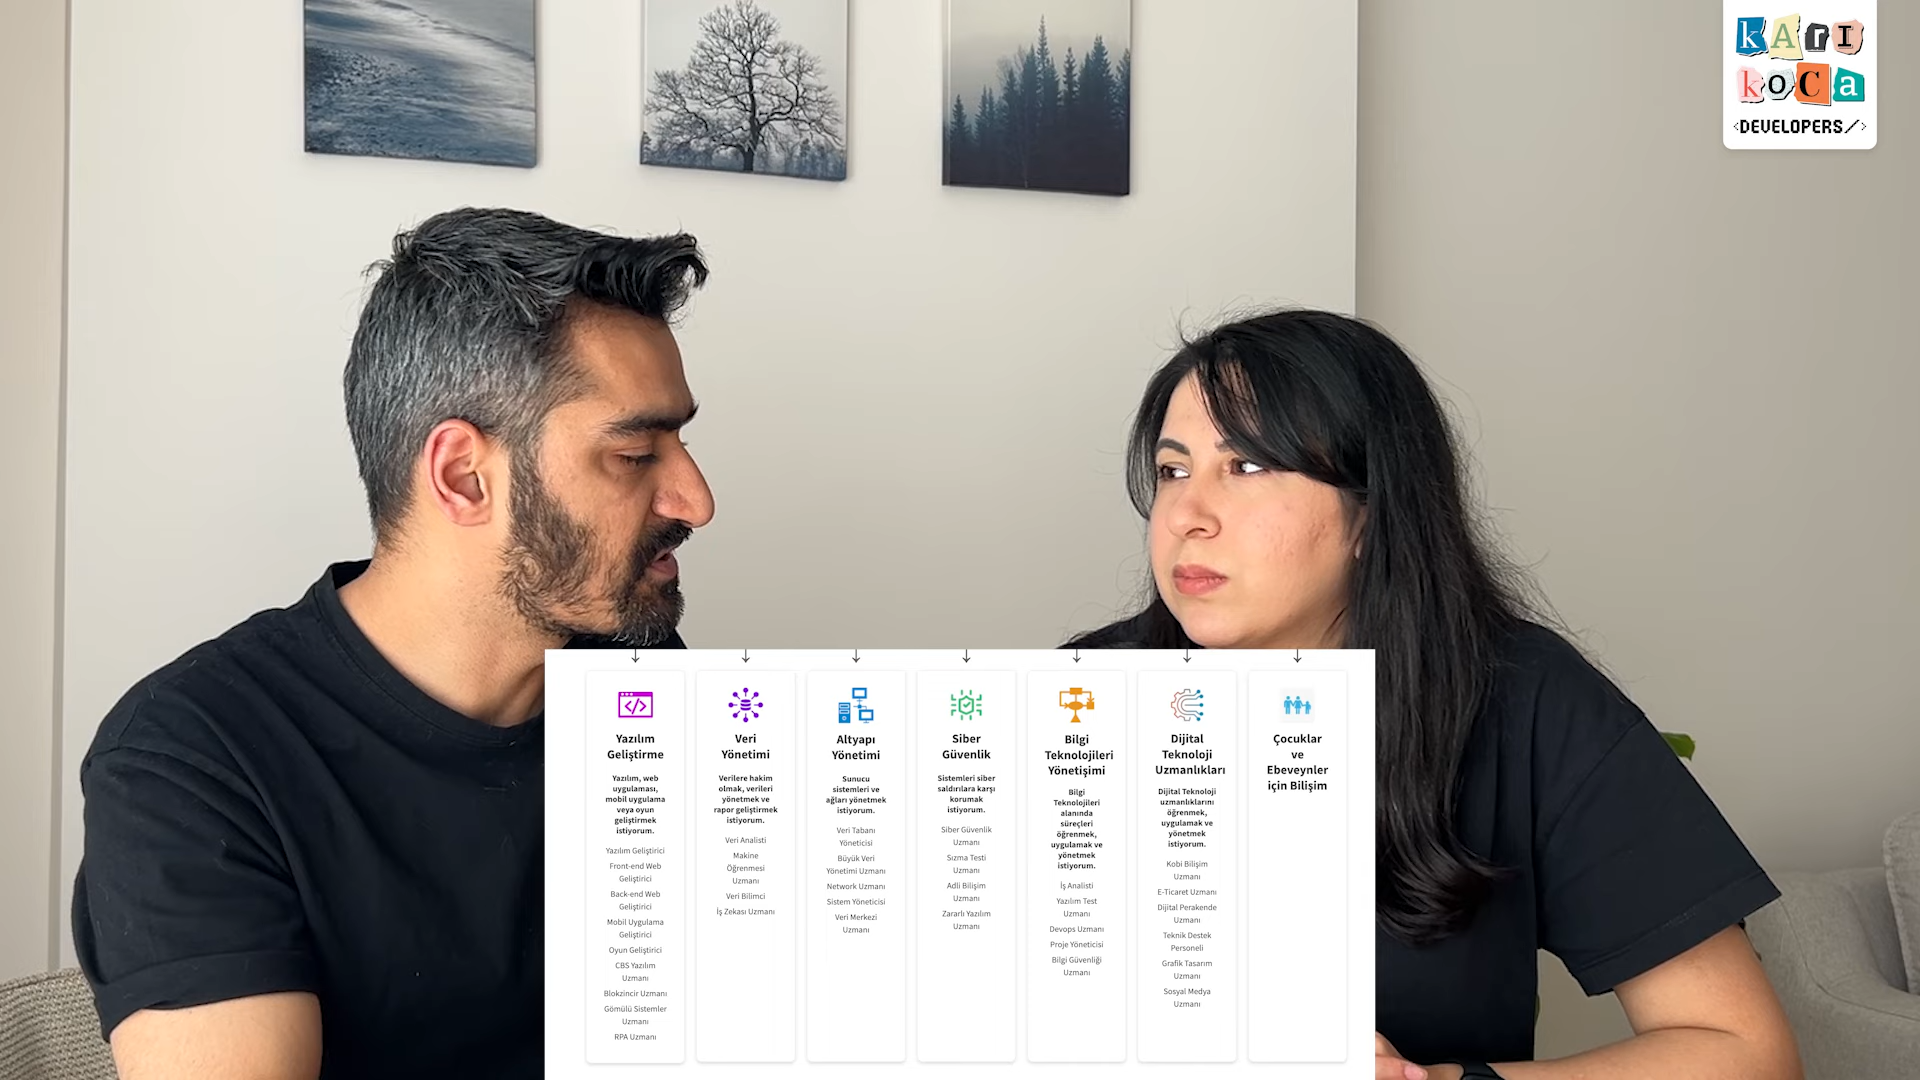 kArI
koCa
<DEVELOPERS/>
Yazılım
Geliştirme
Yazılım, web
uygulaması,
mobil uygulama
veya oyun
geliştirmek
istiyorum.
Yazılım Geliştirici
Front-end Web
Geliştirici
Back-end Web
Geliştirici
Mobil Uygulama
Geliştirici
Oyun Geliştirici
CBS Yazılım
Uzmanı
Blokzincir Uzmanı
Gömülü Sistemler
Uzmanı
RPA Uzmanı
Veri
Yönetimi
Verilere hakim
olmak, verileri
yönetmek ve
rapor geliştirmek
istiyorum.
Veri Analisti
Makine
Öğrenmesi
Uzmanı
Veri Bilimci
İş Zekası Uzmanı
Altyapı
Yönetimi
Sunucu
sistemleri ve
ağları yönetmek
istiyorum.
Veri Tabanı
Yöneticisi
Büyük Veri
Yönetimi Uzmanı
Network Uzmanı
Sistem Yöneticisi
Veri Merkezi
Uzmanı
Siber
Güvenlik
Sistemleri siber
saldırılara karşı
korumak
istiyorum.
Siber Güvenlik
Uzmanı
Sızma Testi
Uzmanı
Adli Bilişim
Uzmanı
Zararlı Yazılım
Uzmanı
Bilgi
Teknolojileri
Yönetişimi
Bilgi
Teknolojileri
alanında
süreçleri
öğrenmek,
uygulamak ve
yönetmek
istiyorum.
İş Analisti
Yazılım Test
Uzmanı
Devops Uzmanı
Proje Yöneticisi
Bilgi Güvenliği
Uzmanı
Dijital
Teknoloji
Uzmanlıkları
Dijital Teknoloji
uzmanlıklarını
öğrenmek,
uygulamak ve
yönetmek
istiyorum.
Kobi Bilişim
Uzmanı
E-Ticaret Uzmanı
Dijital Perakende
Uzmanı
Teknik Destek
Personeli
Grafik Tasarım
Uzmanı
Sosyal Medya
Uzmanı
Çocuklar
ve
Ebeveynler
için Bilişim